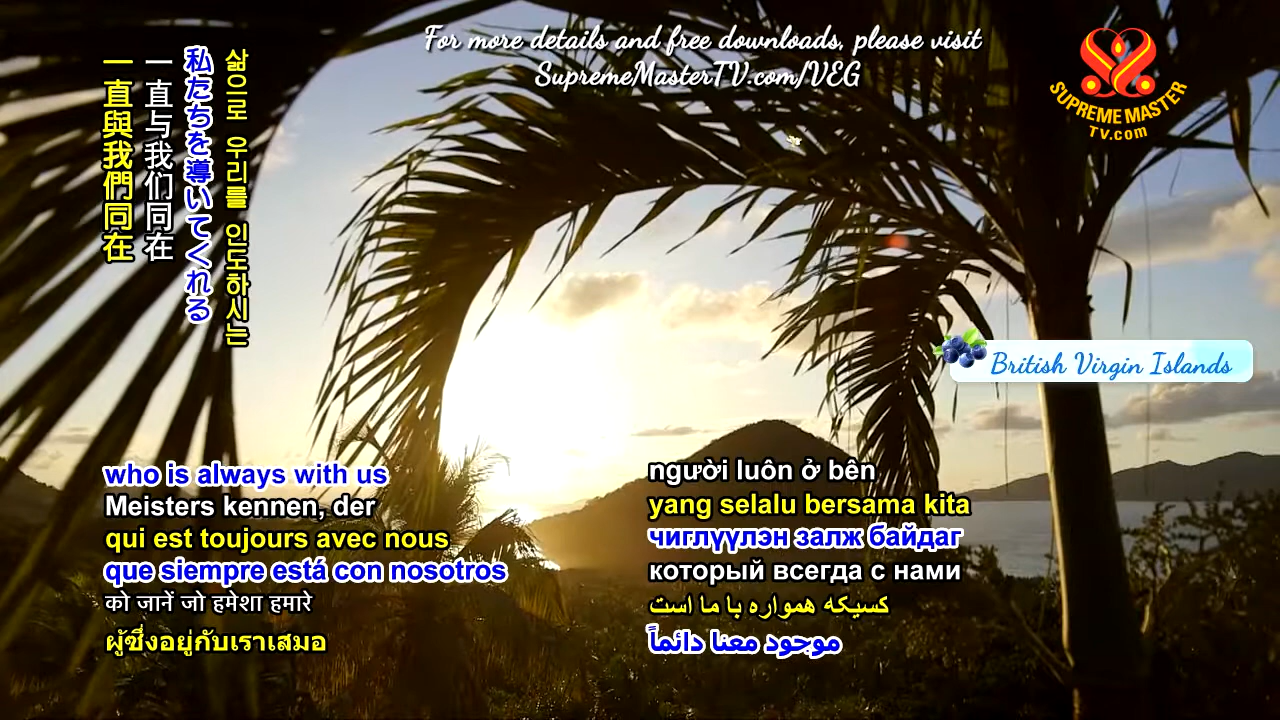 For more details and free downloads, please visit
SupremeMasterTV.com/VEG
SUPREME MASTER
TV.com
삶으로 우리를 인도하시는
私たちを導いてくれる
一直与我们同在
一直與我們同在
British Virgin Islands
who is always with us
Meisters kennen, der
qui est toujours avec nous
que siempre está con nosotros
को जानें जो हमेशा हमारे
ผู้ซึ่งอยู่กับเราเสมอ
người luôn ở bên
yang selalu bersama kita
чиглүүлэн залж байдаг
который всегда с нами
کسیکه همواره با ما است
موجود معنا دائماً